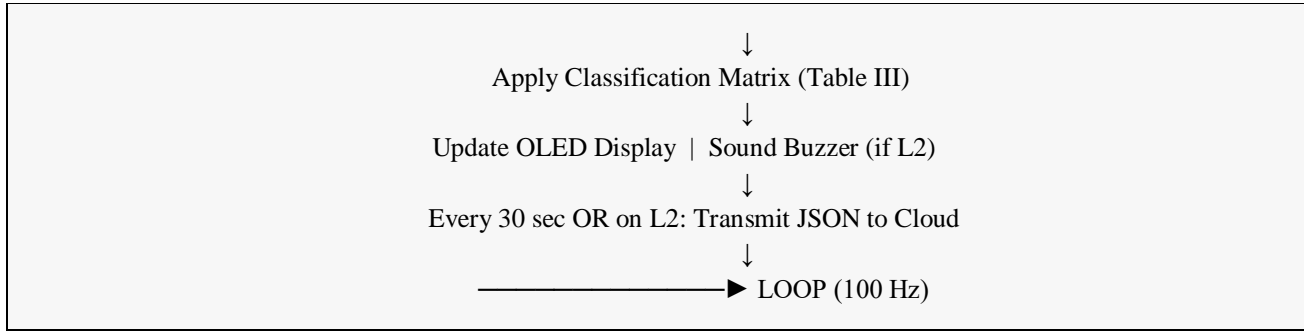 ↓
Apply Classification Matrix (Table III)
↓
Update OLED Display | Sound Buzzer (if L2)
↓
Every 30 sec OR on L2: Transmit JSON to Cloud
↓
────────────────► LOOP (100 Hz)